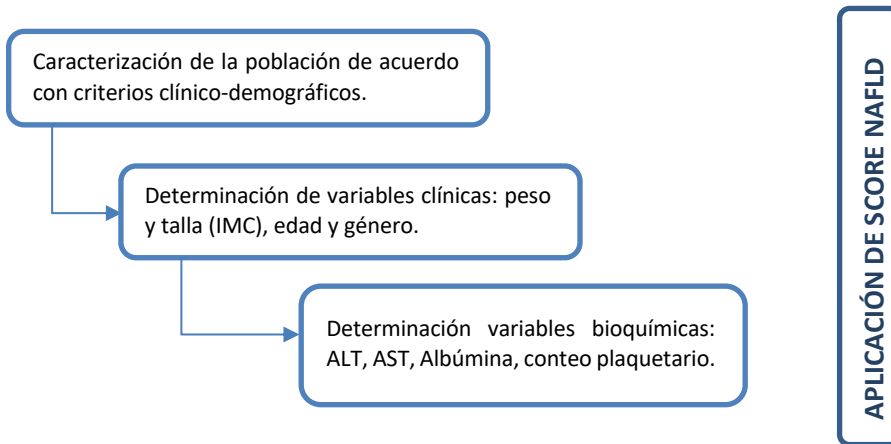 Caracterización de la población de acuerdo
con criterios clínico-demográficos.
Determinación de variables clínicas: peso
y talla (IMC), edad y género.
Determinación variables bioquímicas:
ALT, AST, Albúmina, conteo plaquetario.
APLICACIÓN DE SCORE NAFLD